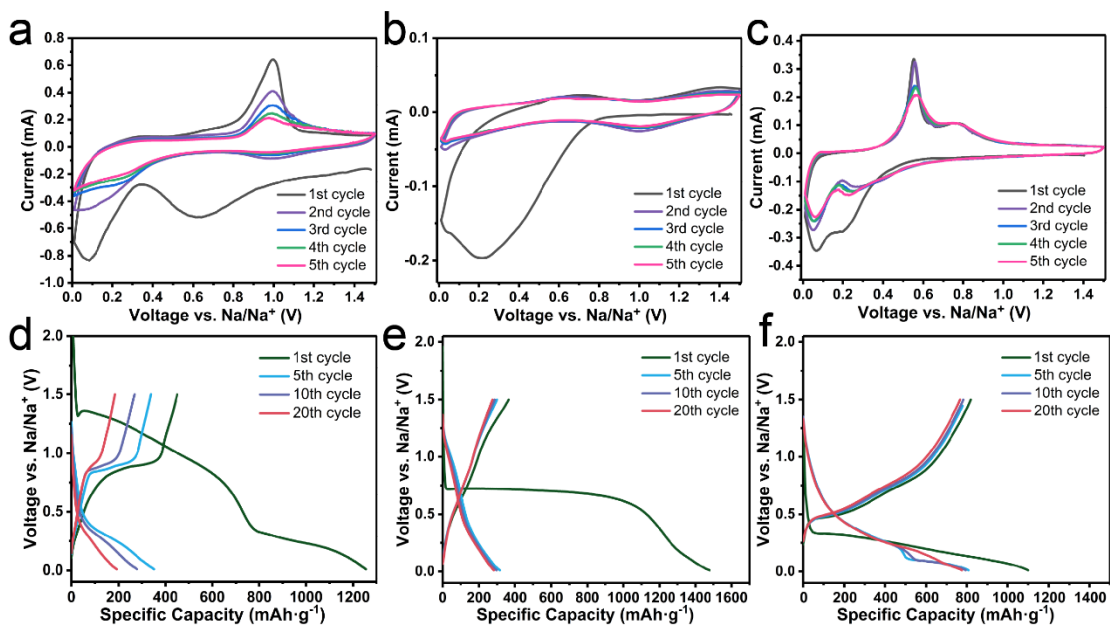 a
Current (mA)
0.8
0.6
0.4
0.2
0.0
-0.2
-0.4
-0.6
-0.8
-1.0
1st cycle
2nd cycle
3rd cycle
4th cycle
5th cycle
0.0 0.2 0.4 0.6 0.8 1.0 1.2 1.4
Voltage vs. Na/Na⁺ (V)
b
Current (mA)
0.1
0.0
-0.1
-0.2
1st cycle
2nd cycle
3rd cycle
4th cycle
5th cycle
0.0 0.2 0.4 0.6 0.8 1.0 1.2 1.4
Voltage vs. Na/Na⁺ (V)
c
Current (mA)
0.4
0.3
0.2
0.1
0.0
-0.1
-0.2
-0.3
-0.4
1st cycle
2nd cycle
3rd cycle
4th cycle
5th cycle
0.0 0.2 0.4 0.6 0.8 1.0 1.2 1.4
Voltage vs. Na/Na⁺ (V)
d
Voltage vs. Na/Na⁺ (V)
2.0
1.5
1.0
0.5
0.0
1st cycle
5th cycle
10th cycle
20th cycle
0 200 400 600 800 1000 1200
Specific Capacity (mAh·g⁻¹)
e
Voltage vs. Na/Na⁺ (V)
2.0
1.5
1.0
0.5
0.0
1st cycle
5th cycle
10th cycle
20th cycle
0 200 400 600 800 1000 1200 1400 1600
Specific Capacity (mAh·g⁻¹)
f
Voltage vs. Na/Na⁺ (V)
2.0
1.5
1.0
0.5
0.0
1st cycle
5th cycle
10th cycle
20th cycle
0 200 400 600 800 1000 1200 1400
Specific Capacity (mAh·g⁻¹)